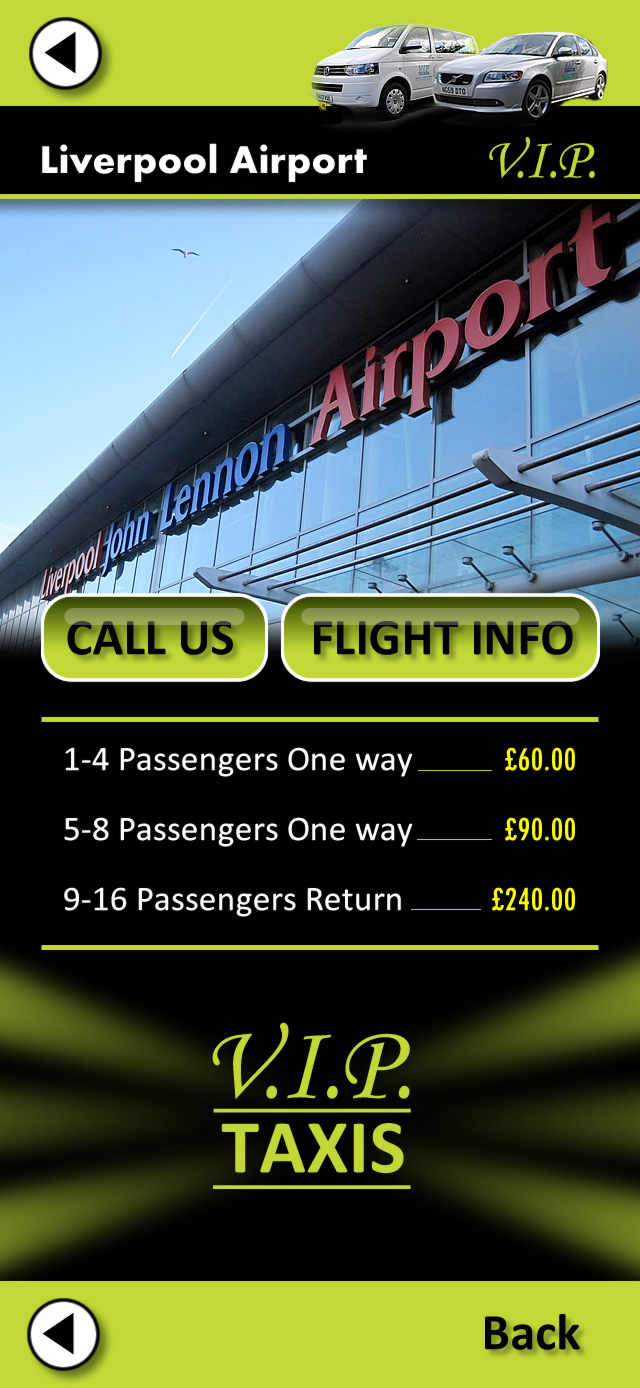 Liverpool Airport
V.I.P.
Liverpool John Lennon Airport
CALL US
FLIGHT INFO
1-4 Passengers One way £60.00
5-8 Passengers One way £90.00
9-16 Passengers Return £240.00
V.I.P.
TAXIS
Back